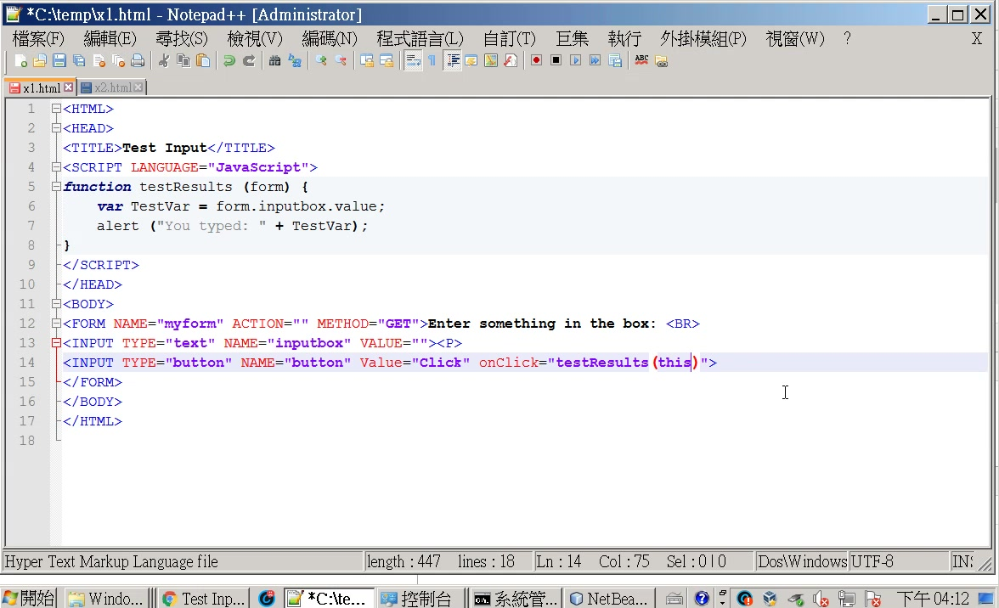 *C:\temp\x1.html - Notepad++ [Administrator]
檔案(F) 編輯(E) 尋找(S) 檢視(V) 編碼(N) 程式語言(L) 自訂(T) 巨集 執行 外掛模組(P) 視窗(W) ? X
x1.html x2.html
1 <HTML>
2 <HEAD>
3 <TITLE>Test Input</TITLE>
4 <SCRIPT LANGUAGE="JavaScript">
5 function testResults (form) {
6 var TestVar = form.inputbox.value;
7 alert ("You typed: " + TestVar);
8 }
9 </SCRIPT>
10 </HEAD>
11 <BODY>
12 <FORM NAME="myform" ACTION="" METHOD="GET">Enter something in the box: <BR>
13 <INPUT TYPE="text" NAME="inputbox" VALUE=""><P>
14 <INPUT TYPE="button" NAME="button" Value="Click" onClick="testResults(this)">
15 </FORM>
16 </BODY>
17 </HTML>
18
Hyper Text Markup Language file length : 447 lines : 18 Ln : 14 Col : 75 Sel : 0 | 0 Dos\Windows UTF-8 INS
開始 Windo... Test Inp... *C:\te... 控制台 系統管... NetBea... 下午 04:12